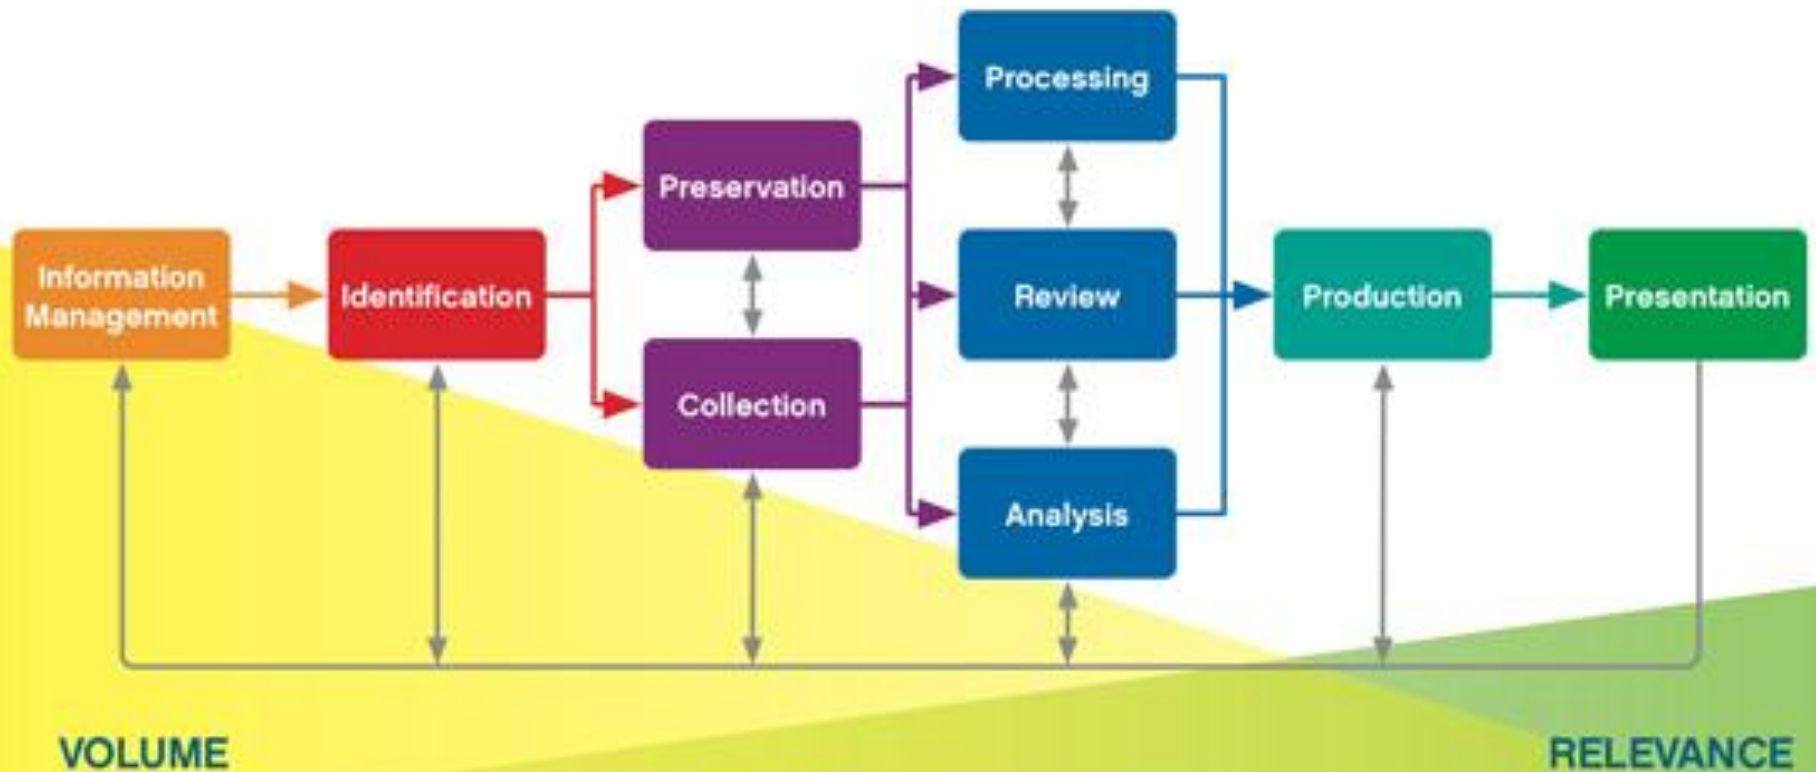 Information
Management
Identification
Preservation
Collection
Processing
Review
Analysis
Production
Presentation
VOLUME
RELEVANCE